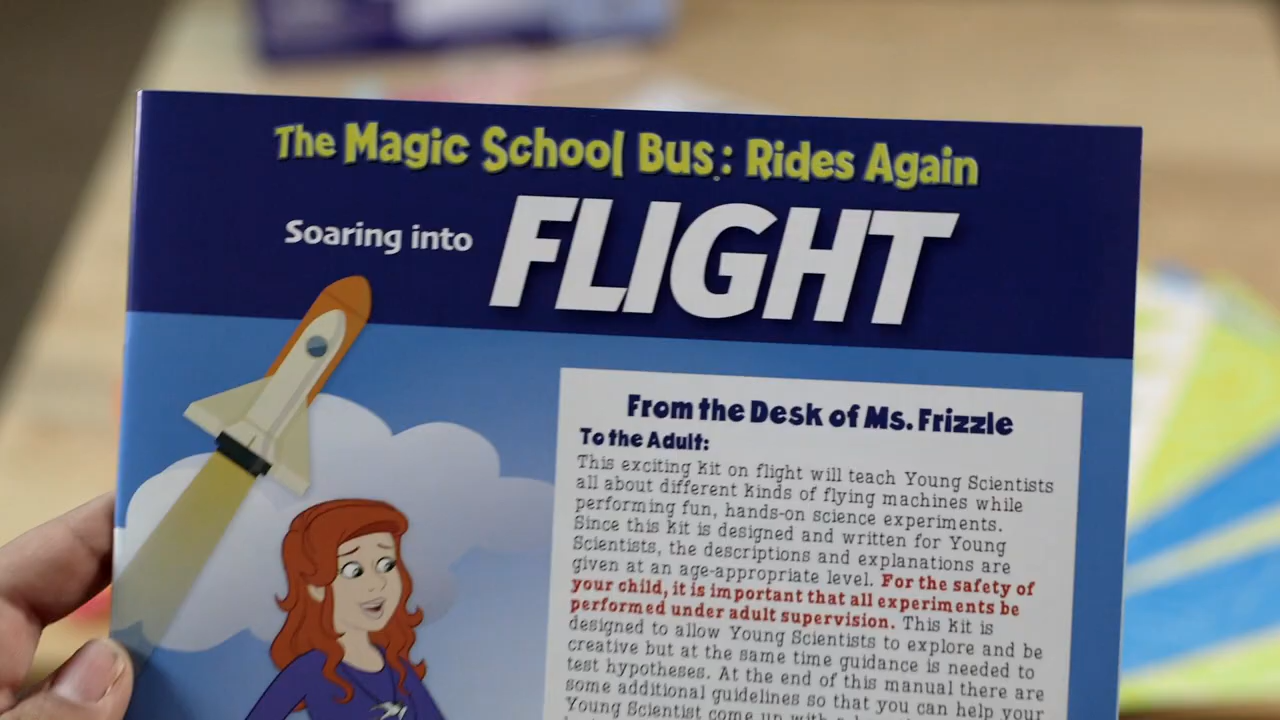 The Magic School Bus: Rides Again
Soaring into FLIGHT
From the Desk of Ms. Frizzle
To the Adult:
This exciting kit on flight will teach Young Scientists
all about different kinds of flying machines while
performing fun, hands-on science experiments.
Since this kit is designed and written for Young
Scientists, the descriptions and explanations are
given at an age-appropriate level. For the safety of
your child, it is important that all experiments be
performed under adult supervision. This kit is
designed to allow Young Scientists to explore and be
creative but at the same time guidance is needed to
test hypotheses. At the end of this manual there are
some additional guidelines so that you can help your
Young Scientist come up with